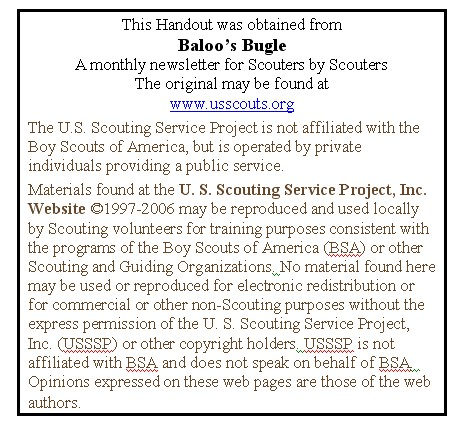 This Handout was obtained from
Baloo's Bugle
A monthly newsletter for Scouters by Scouters
The original may be found at
www.usscouts.org
The U.S. Scouting Service Project is not affiliated with the
Boy Scouts of America, but is operated by private
individuals providing a public service.
Materials found at the U. S. Scouting Service Project, Inc.
Website ©1997-2006 may be reproduced and used locally
by Scouting volunteers for training purposes consistent with
the programs of the Boy Scouts of America (BSA) or other
Scouting and Guiding Organizations. No material found here
may be used or reproduced for electronic redistribution or
for commercial or other non-Scouting purposes without the
express permission of the U. S. Scouting Service Project,
Inc. (USSSP) or other copyright holders. USSSP is not
affiliated with BSA and does not speak on behalf of BSA.
Opinions expressed on these web pages are those of the web
authors.